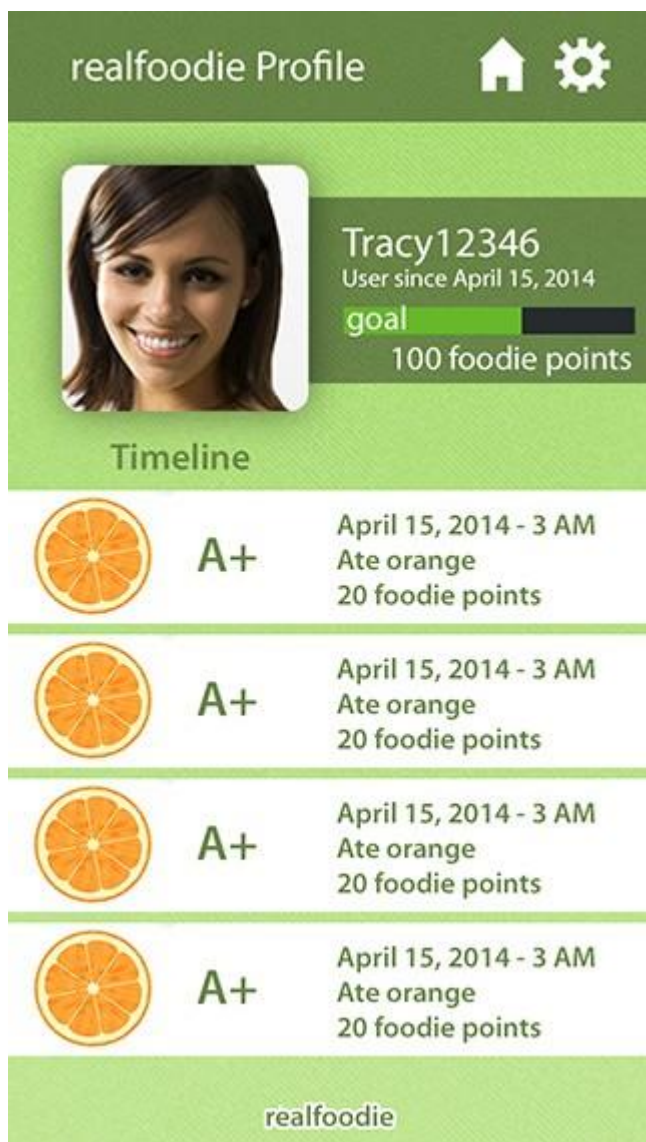 realfoodie Profile
Tracy12346
User since April 15, 2014
goal
100 foodie points
Timeline
A+
April 15, 2014 - 3 AM
Ate orange
20 foodie points
A+
April 15, 2014 - 3 AM
Ate orange
20 foodie points
A+
April 15, 2014 - 3 AM
Ate orange
20 foodie points
A+
April 15, 2014 - 3 AM
Ate orange
20 foodie points
realfoodie